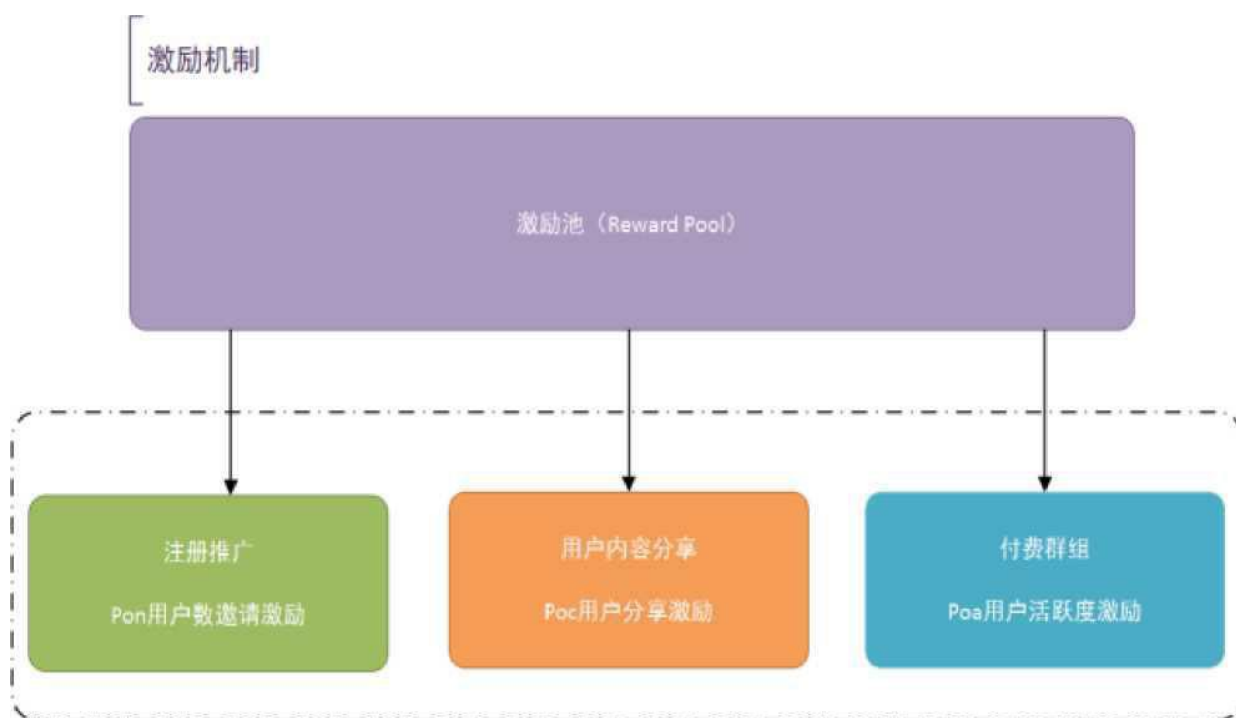 激励机制
激励池（Reward Pool）
注册推广
Pon用户数邀请激励
用户内容分享
Poc用户分享激励
付费群组
Poa用户活跃度激励